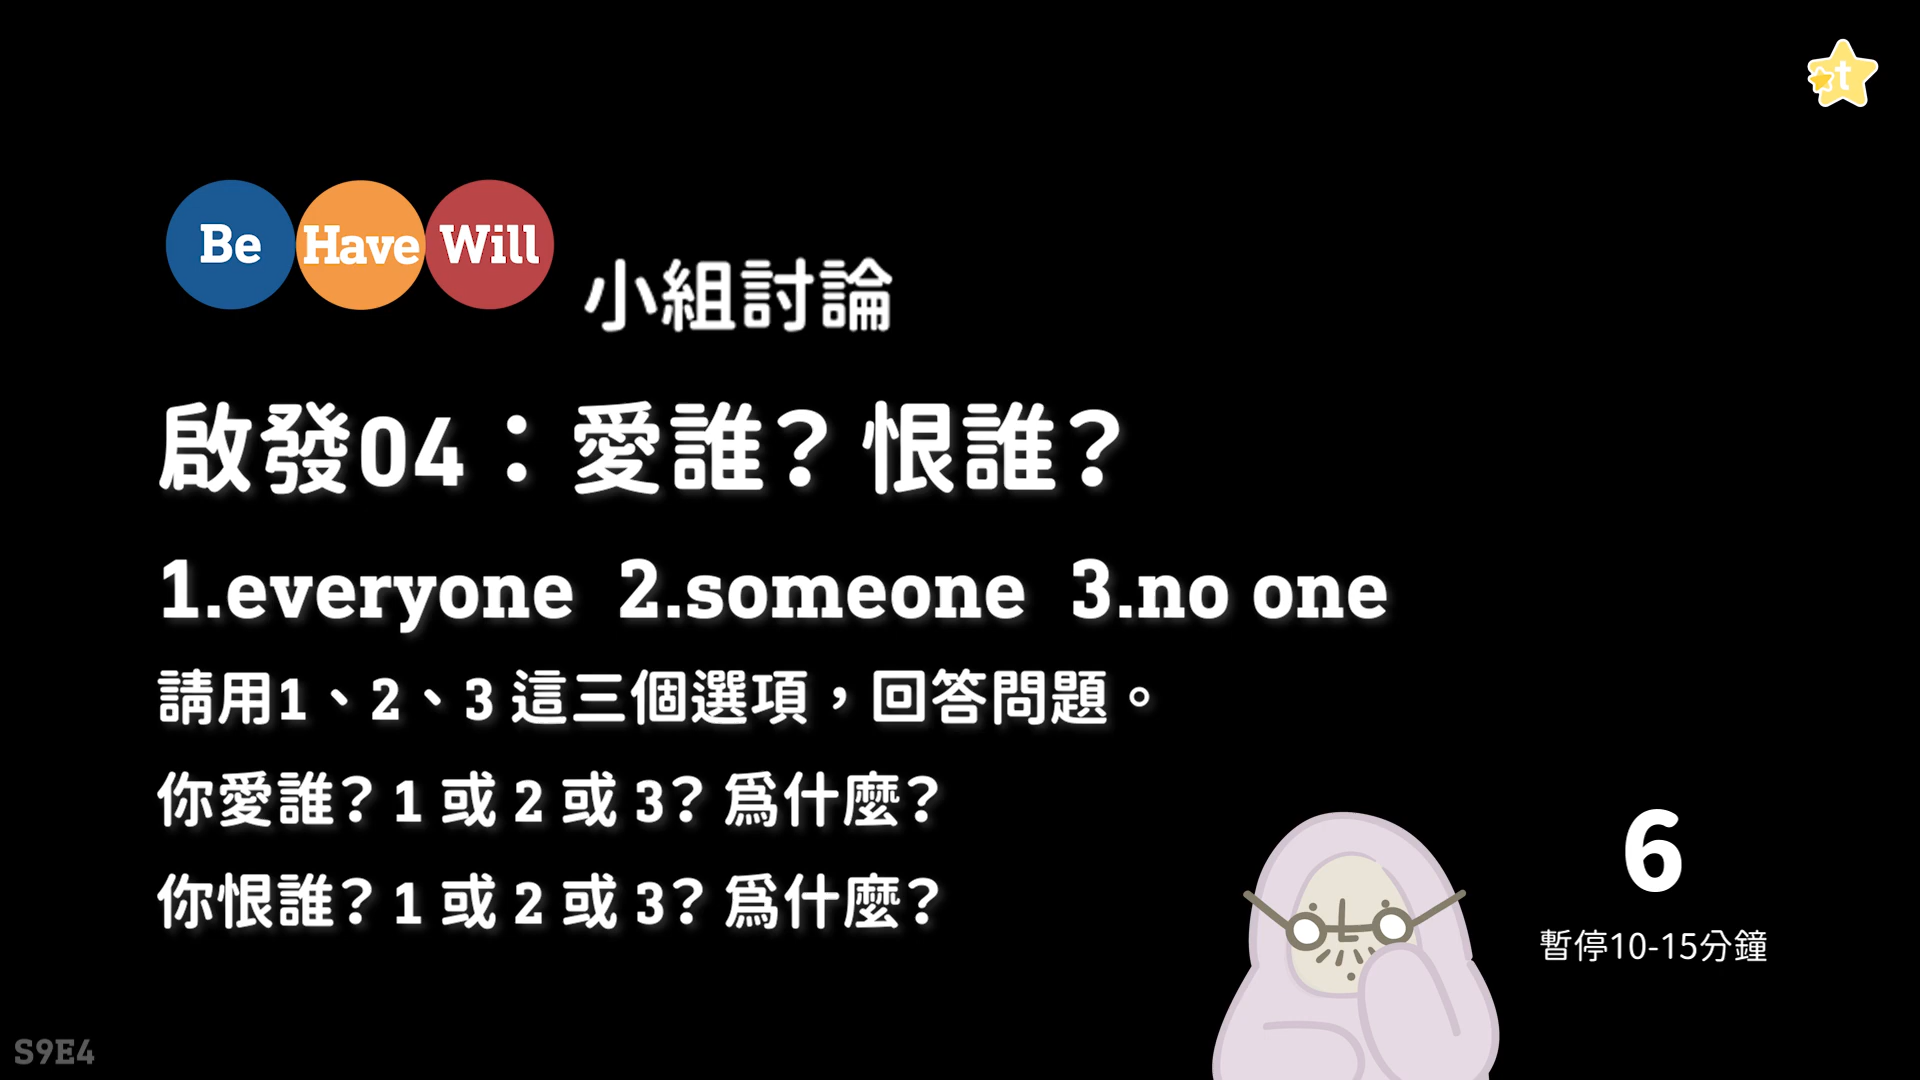 t
Be Have Will 小組討論
啟發04：愛誰？恨誰？
1.everyone 2.someone 3.no one
請用1、2、3 這三個選項，回答問題。
你愛誰？1 或 2 或 3？為什麼？
你恨誰？1 或 2 或 3？為什麼？
6
暫停10-15分鐘
S9E4